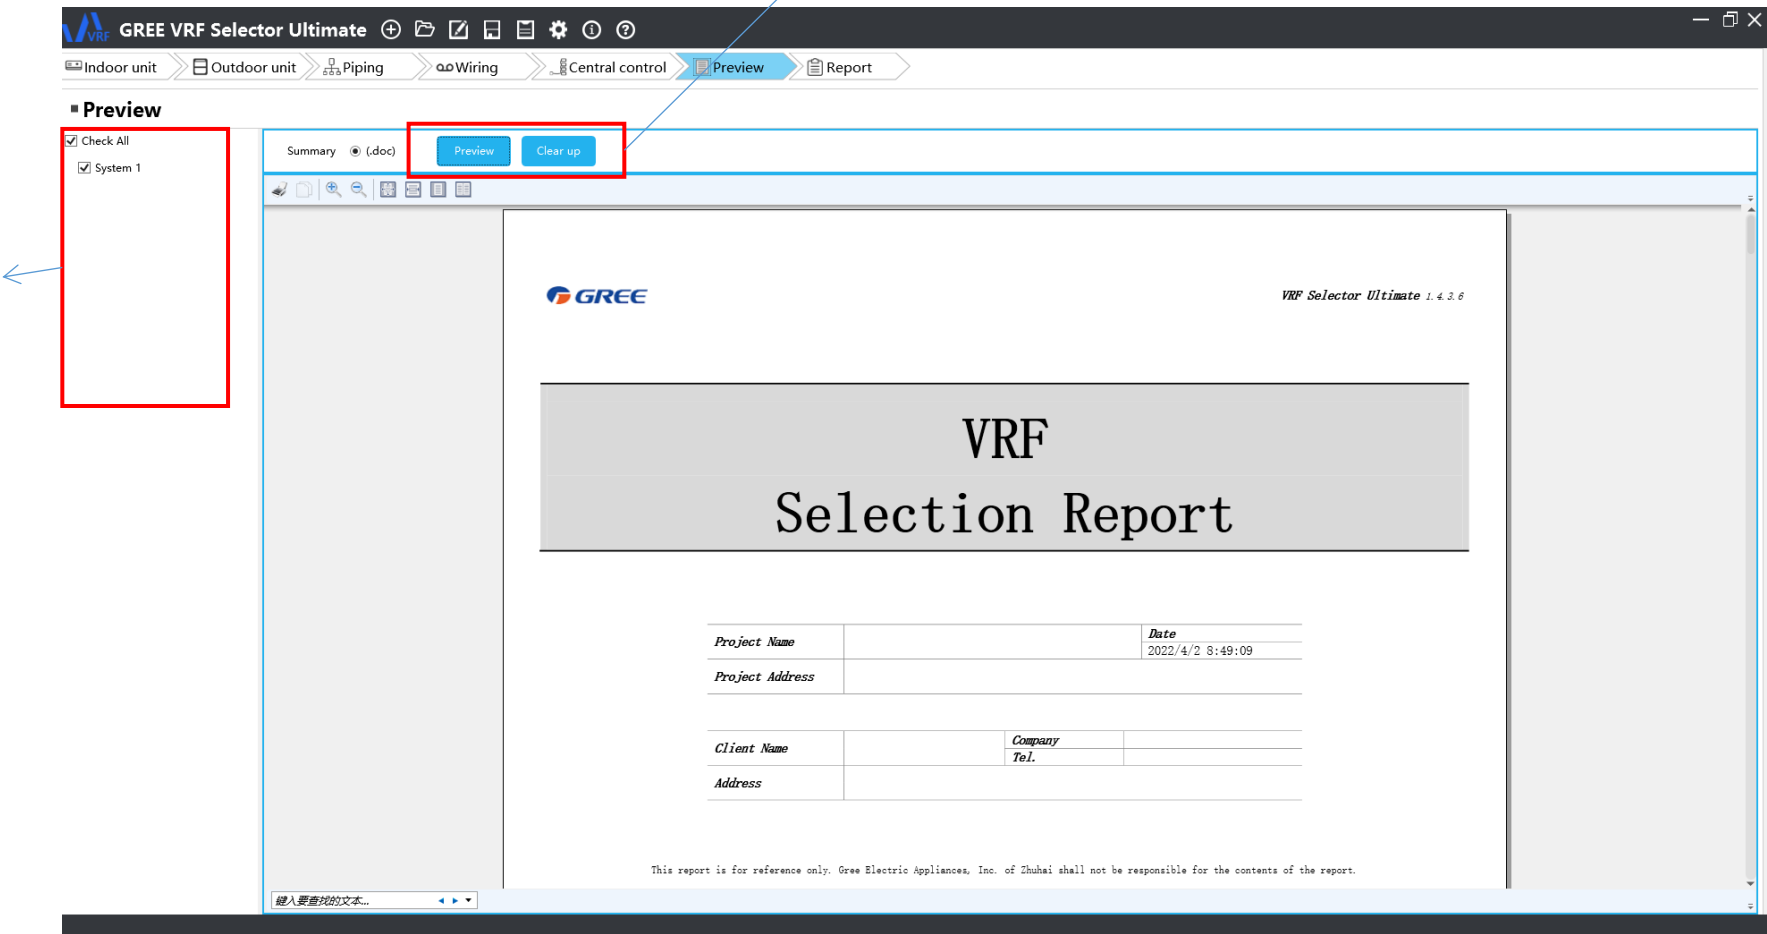 VRF GREE VRF Selector Ultimate
Indoor unit Outdoor unit Piping Wiring Central control Preview Report
Preview
Check All
System 1
Summary (.doc) Preview Clear up
GREE VRF Selector Ultimate 1.4.3.6
VRF
Selection Report
Project Name
Date
2022/4/2 8:49:09
Project Address
Client Name
Company
Tel.
Address
This report is for reference only. Gree Electric Appliances, Inc. of Zhuhai shall not be responsible for the contents of the report.
键入要查找的文本...